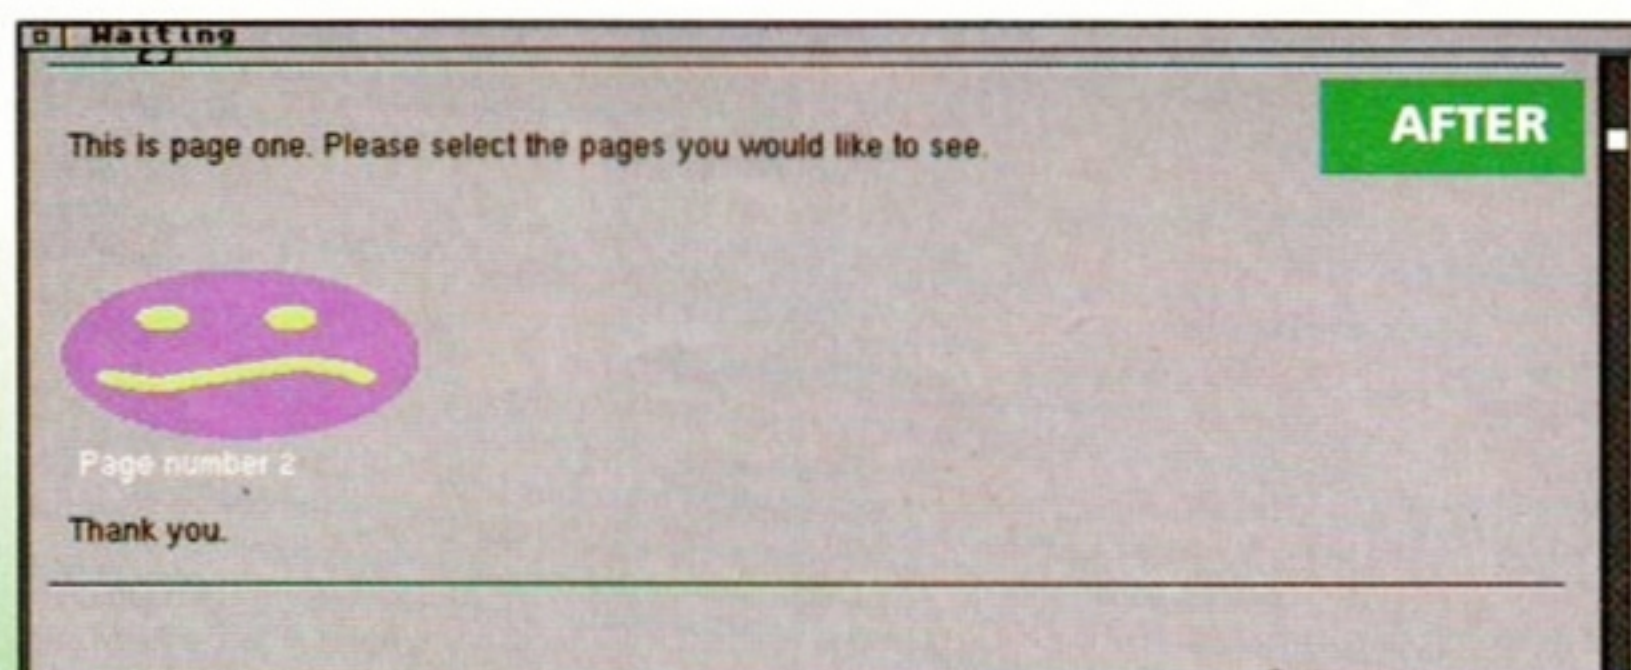 Waiting
AFTER
This is page one. Please select the pages you would like to see.
Page number 2
Thank you.